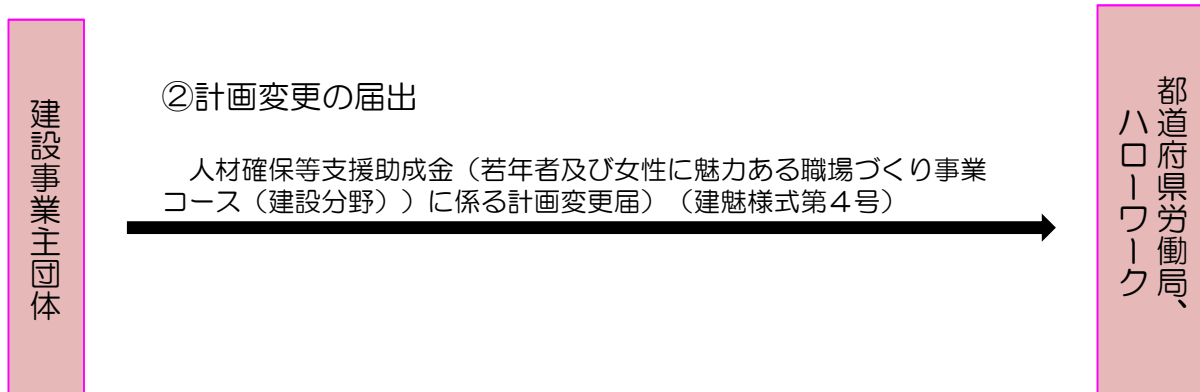 建設事業主団体
②計画変更の届出
人材確保等支援助成金（若年者及び女性に魅力ある職場づくり事業
コース（建設分野））に係る計画変更届）（建魅様式第４号）
都道府県労働局、
ハローワーク